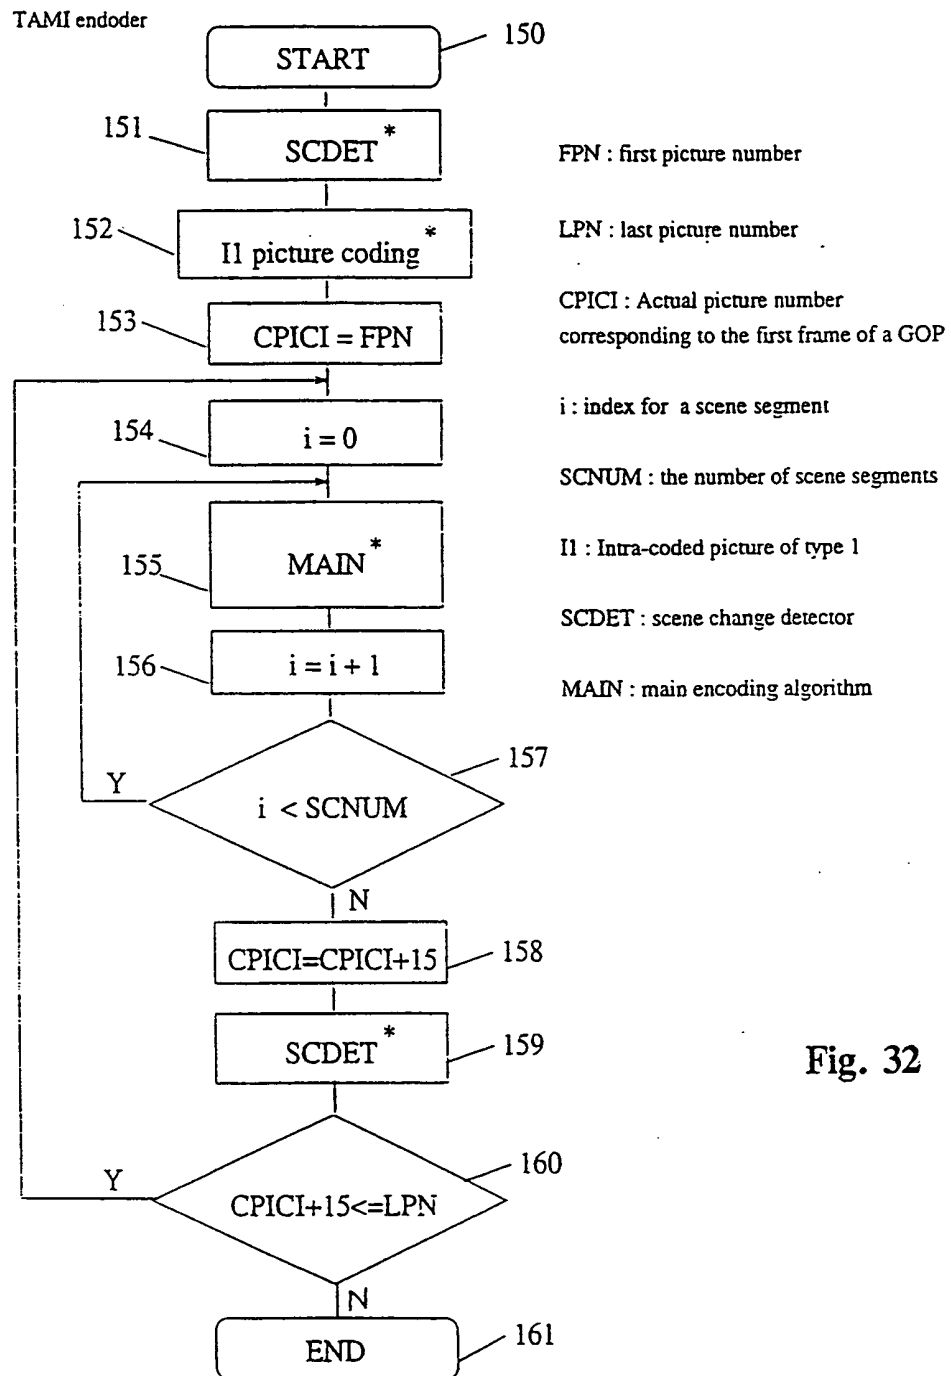 TAMI endoder
START
150
151
SCDET *
152
I1 picture coding *
153
CPICI = FPN
154
i = 0
155
MAIN *
156
i = i + 1
157
Y
i < SCNUM
N
CPICI=CPICI+15
158
SCDET *
159
160
Y
CPICI+15<=LPN
N
END
161
FPN : first picture number
LPN : last picture number
CPICI : Actual picture number
corresponding to the first frame of a GOP
i : index for a scene segment
SCNUM : the number of scene segments
I1 : Intra-coded picture of type 1
SCDET : scene change detector
MAIN : main encoding algorithm
Fig. 32